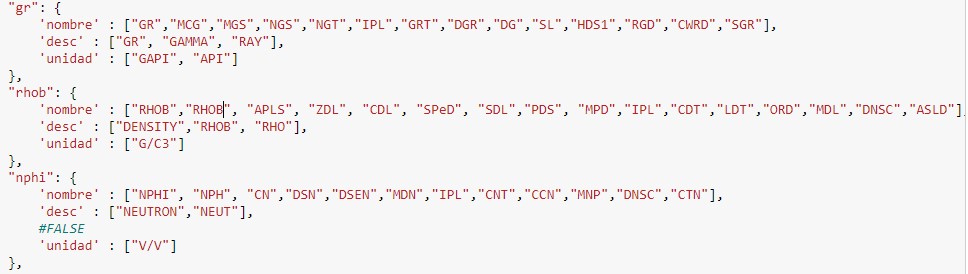 "gr": {
'nombre' : ["GR","MCG","MGS","NGS","NGT","IPL","GRT","DGR","DG","SL","HDS1","RGD","CWRD","SGR"],
'desc' : ["GR", "GAMMA", "RAY"],
'unidad' : ["GAPI", "API"]
},
"rhob": {
'nombre' : ["RHOB","RHOB", "APLS", "ZDL", "CDL", "SPeD", "SDL","PDS", "MPD","IPL","CDT","LDT","ORD","MDL","DNSC","ASLD"],
'desc' : ["DENSITY","RHOB", "RHO"],
'unidad' : ["G/C3"]
},
"nphi": {
'nombre' : ["NPHI", "NPH", "CN","DSN","DSEN","MDN","IPL","CNT","CCN","MNP","DNSC","CTN"],
'desc' : ["NEUTRON","NEUT"],
#FALSE
'unidad' : ["V/V"]
},